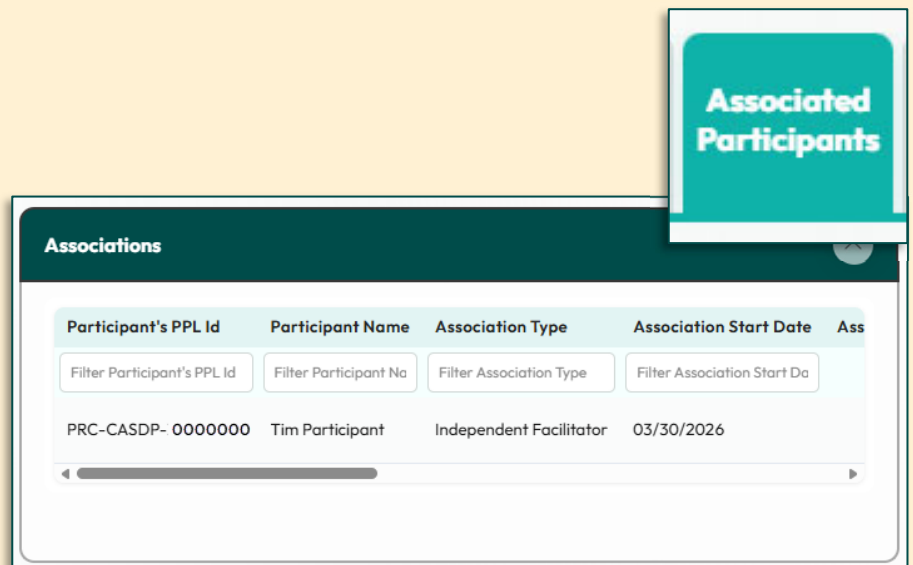 Associated
Participants
Associations
Participant's PPL Id Participant Name Association Type Association Start Date Ass
Filter Participant's PPL Id Filter Participant Na Filter Association Type Filter Association Start Da
PRC-CASDP- 0000000 Tim Participant Independent Facilitator 03/30/2026